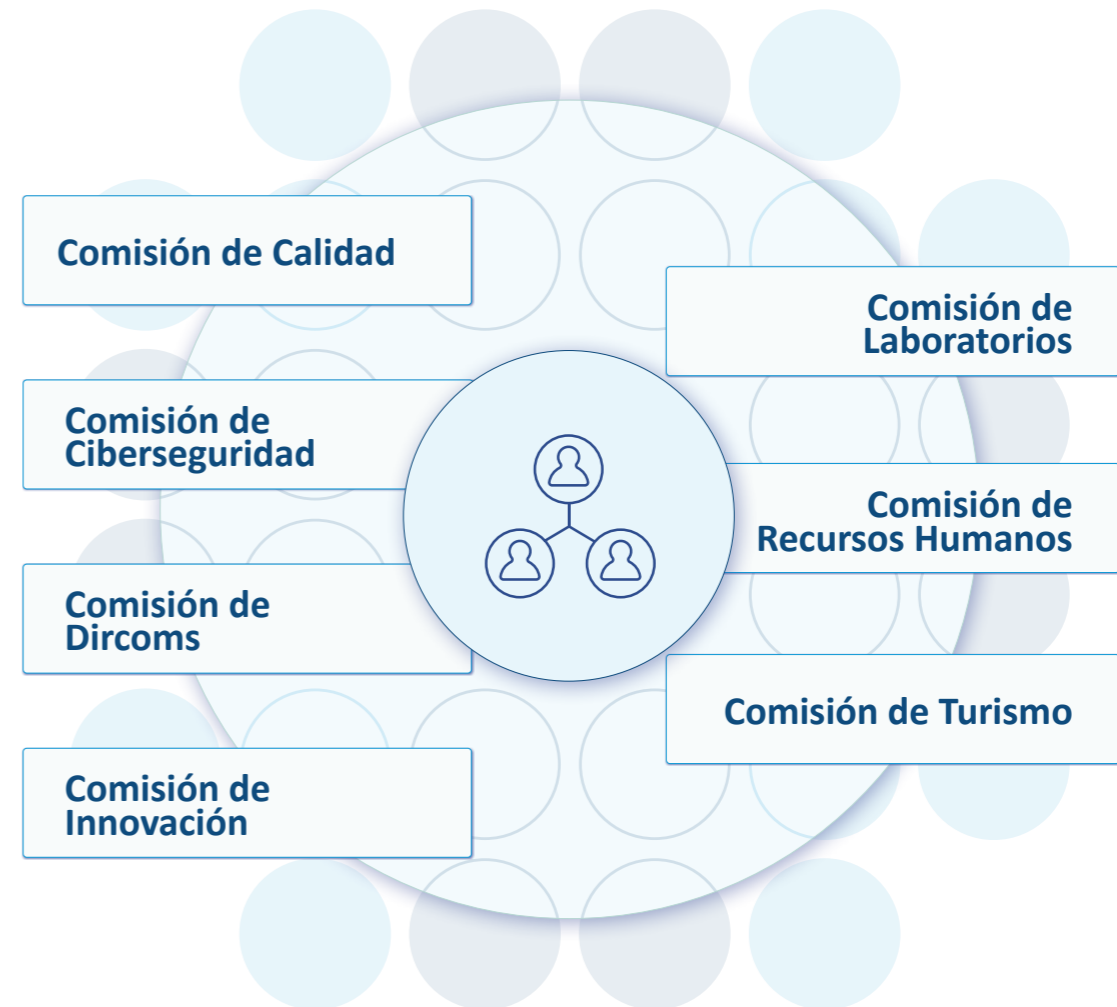 Comisión de Calidad
Comisión de
Ciberseguridad
Comisión de
Dircoms
Comisión de
Innovación
Comisión de
Laboratorios
Comisión de
Recursos Humanos
Comisión de Turismo